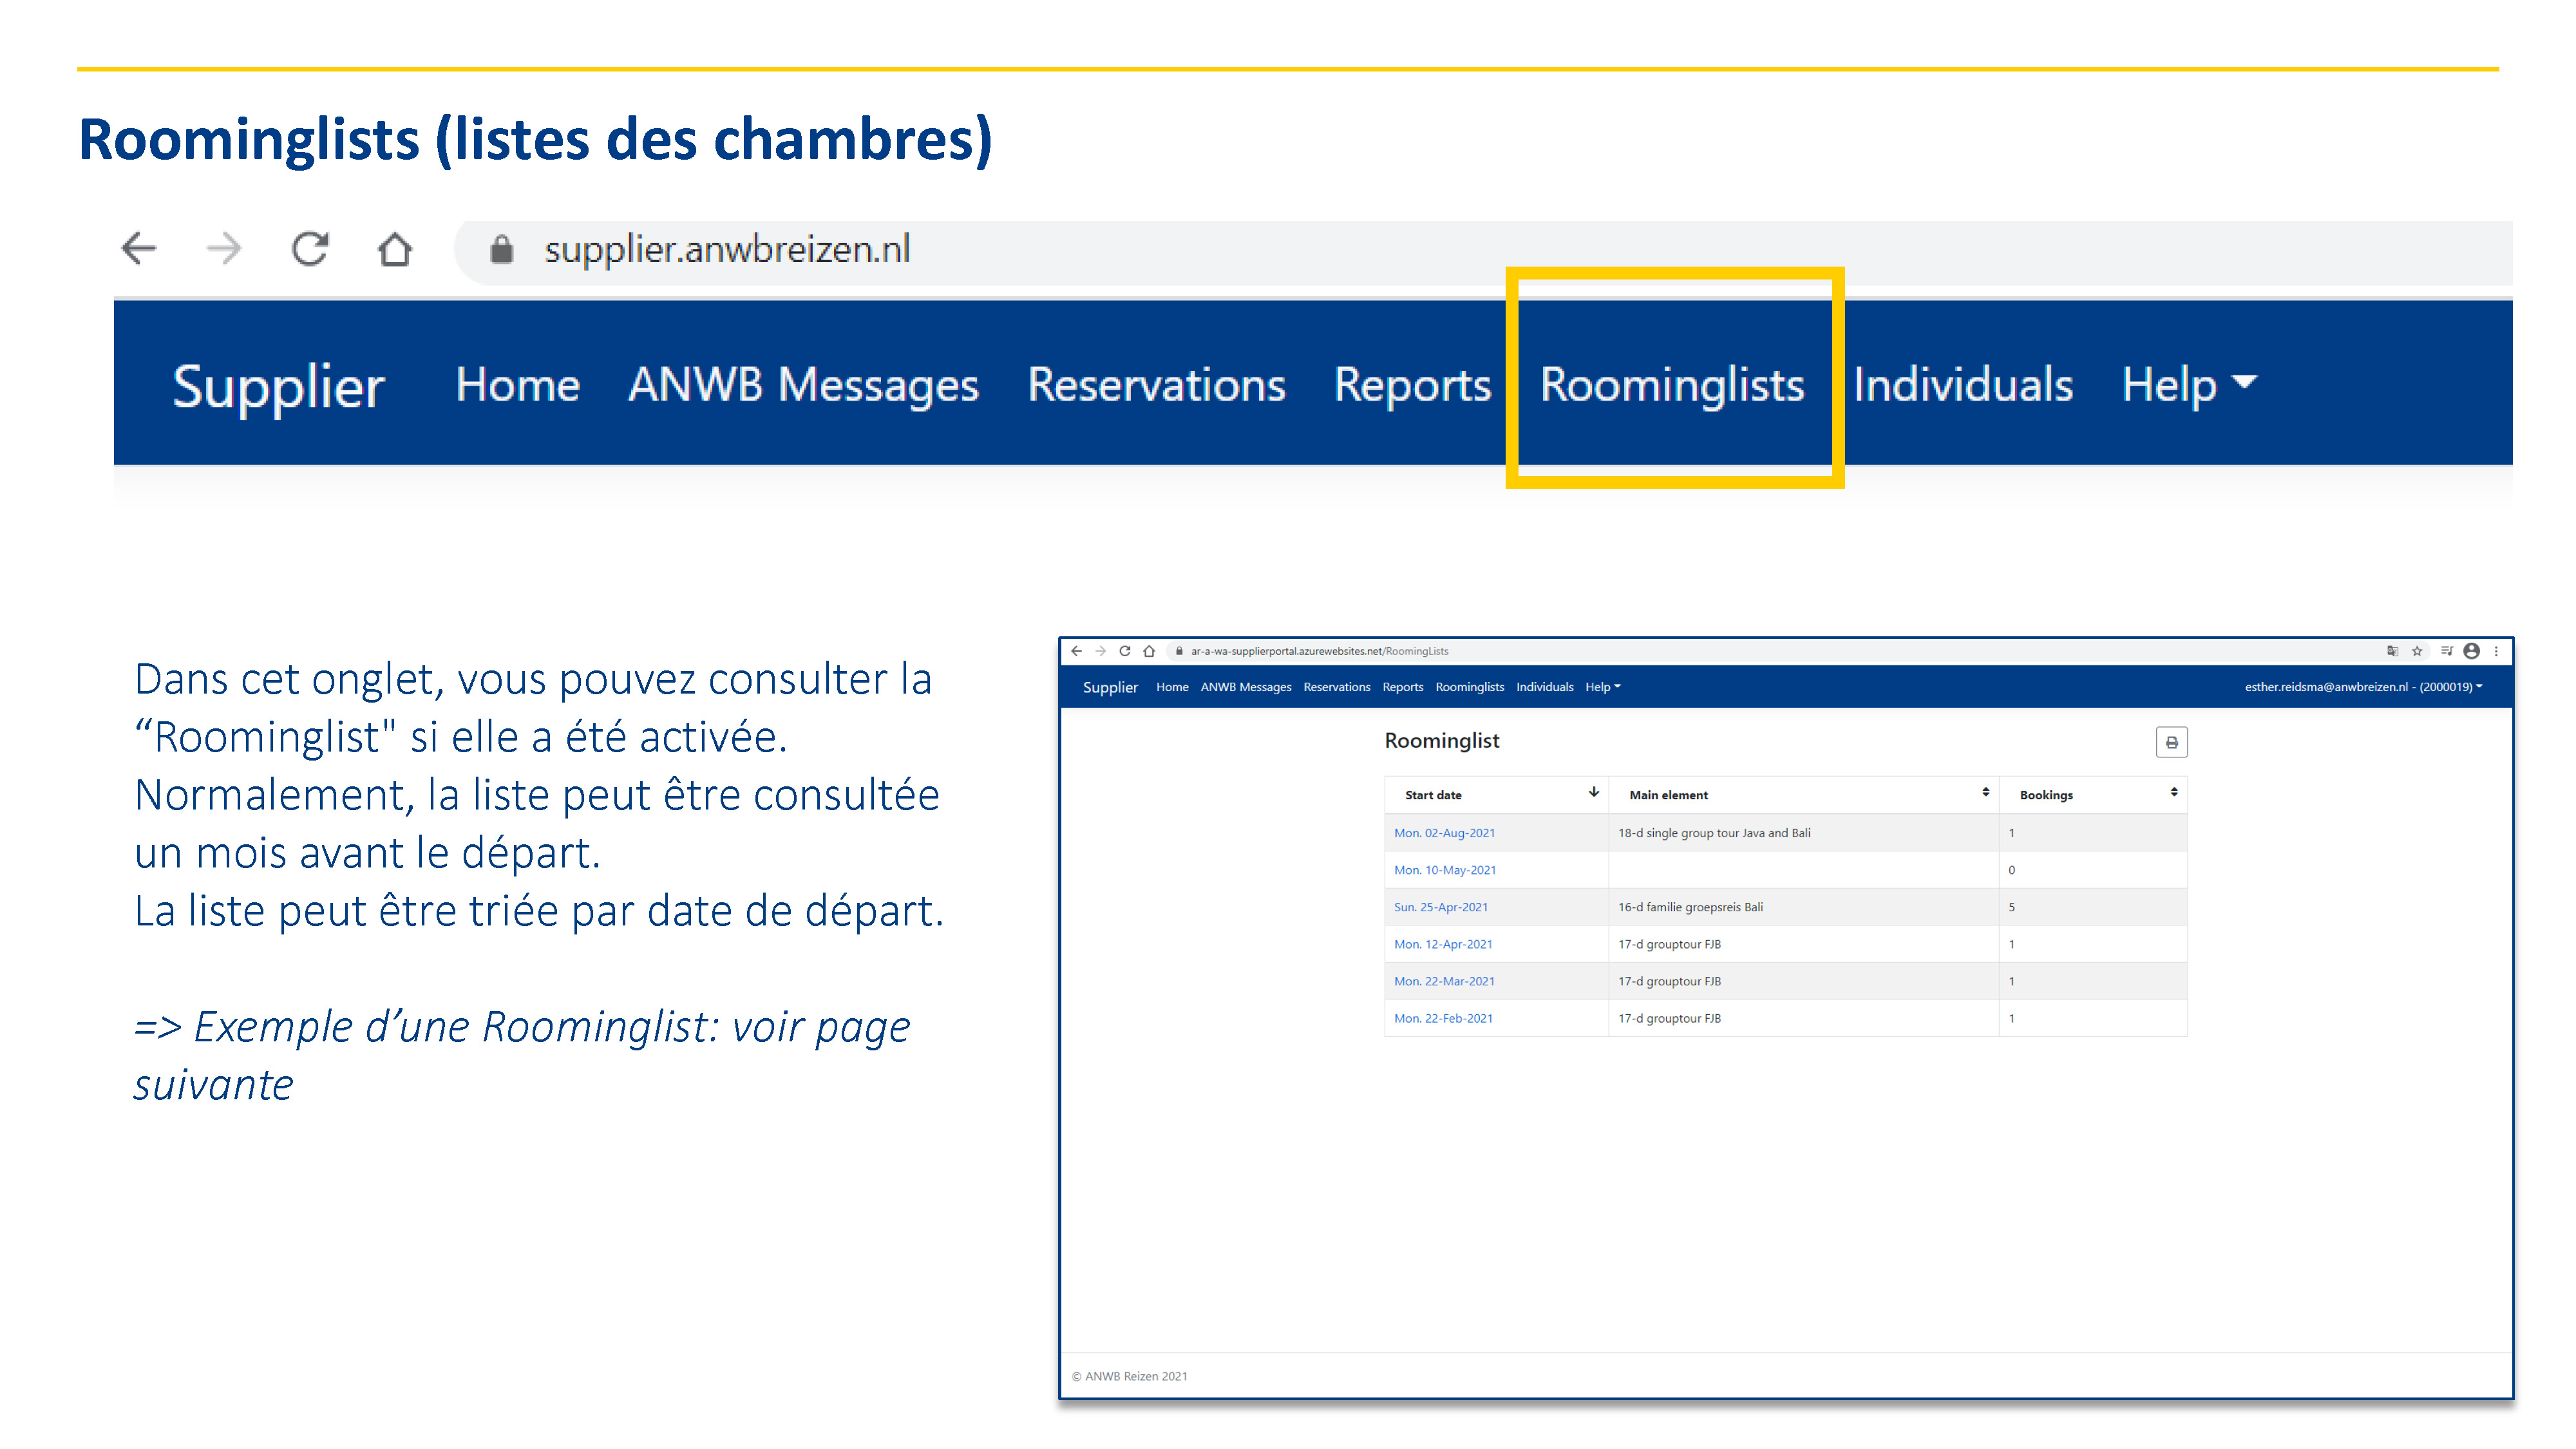 Roominglists (listes des chambres)
supplier.anwbreizen.nl
Supplier Home ANWB Messages Reservations Reports Roominglists Individuals Help
Dans cet onglet, vous pouvez consulter la
“Roominglist" si elle a été activée.
Normalement, la liste peut être consultée
un mois avant le départ.
La liste peut être triée par date de départ.
=> Exemple d’une Roominglist: voir page
suivante
ar-a-wa-supplierportal.azurewebsites.net/RoomingLists
Supplier Home ANWB Messages Reservations Reports Roominglists Individuals Help esther.reidsma@anwbreizen.nl - (2000019)
Roominglist
Start date Main element Bookings
Mon. 02-Aug-2021 18-d single group tour Java and Bali 1
Mon. 10-May-2021 0
Sun. 25-Apr-2021 16-d familie groepsreis Bali 5
Mon. 12-Apr-2021 17-d grouptour FJB 1
Mon. 22-Mar-2021 17-d grouptour FJB 1
Mon. 22-Feb-2021 17-d grouptour FJB 1
© ANWB Reizen 2021